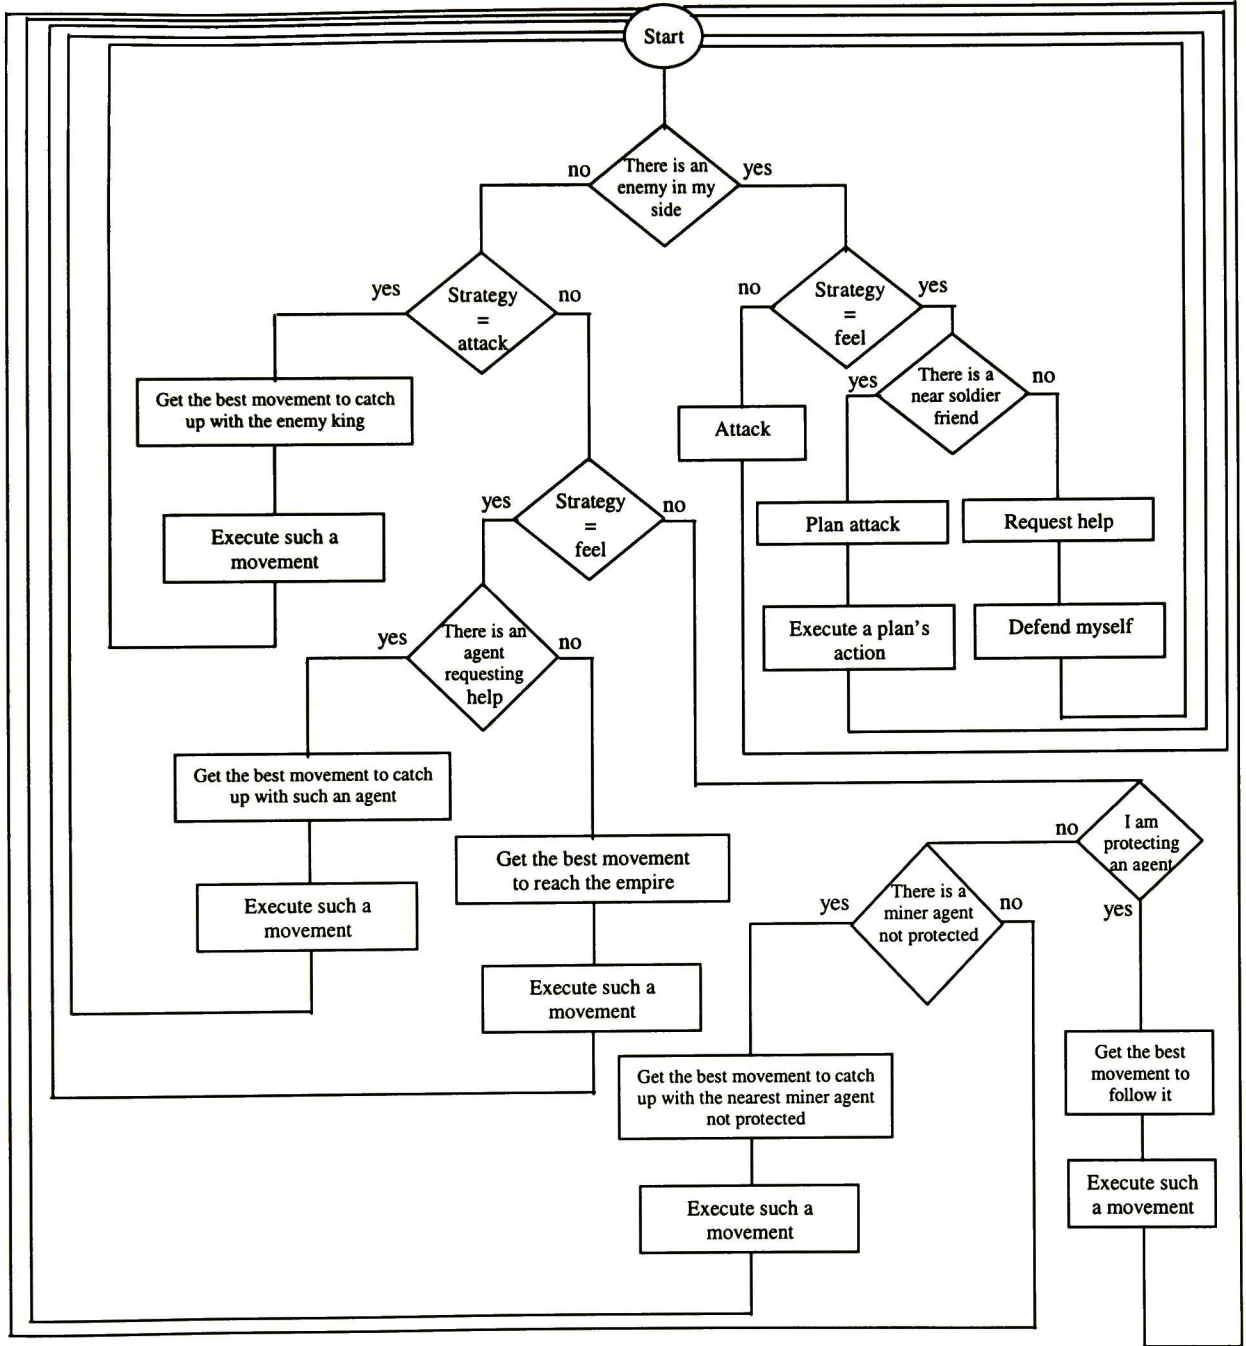 Start
There is an
enemy in my
side
no
yes
Strategy
=
attack
yes
no
Strategy
=
feel
no
yes
There is a
near soldier
friend
yes
no
Get the best movement to catch
up with the enemy king
Attack
Strategy
=
feel
yes
no
Plan attack
Request help
Execute such a
movement
Execute a plan's
action
Defend myself
There is an
agent
requesting
help
yes
no
Get the best movement to catch
up with such an agent
I am
protecting
an agent
no
yes
Get the best movement
to reach the empire
There is a
miner agent
not protected
yes
no
Execute such a
movement
Execute such a
movement
Get the best
movement to
follow it
Get the best movement to catch
up with the nearest miner agent
not protected
Execute such
a movement
Execute such a
movement